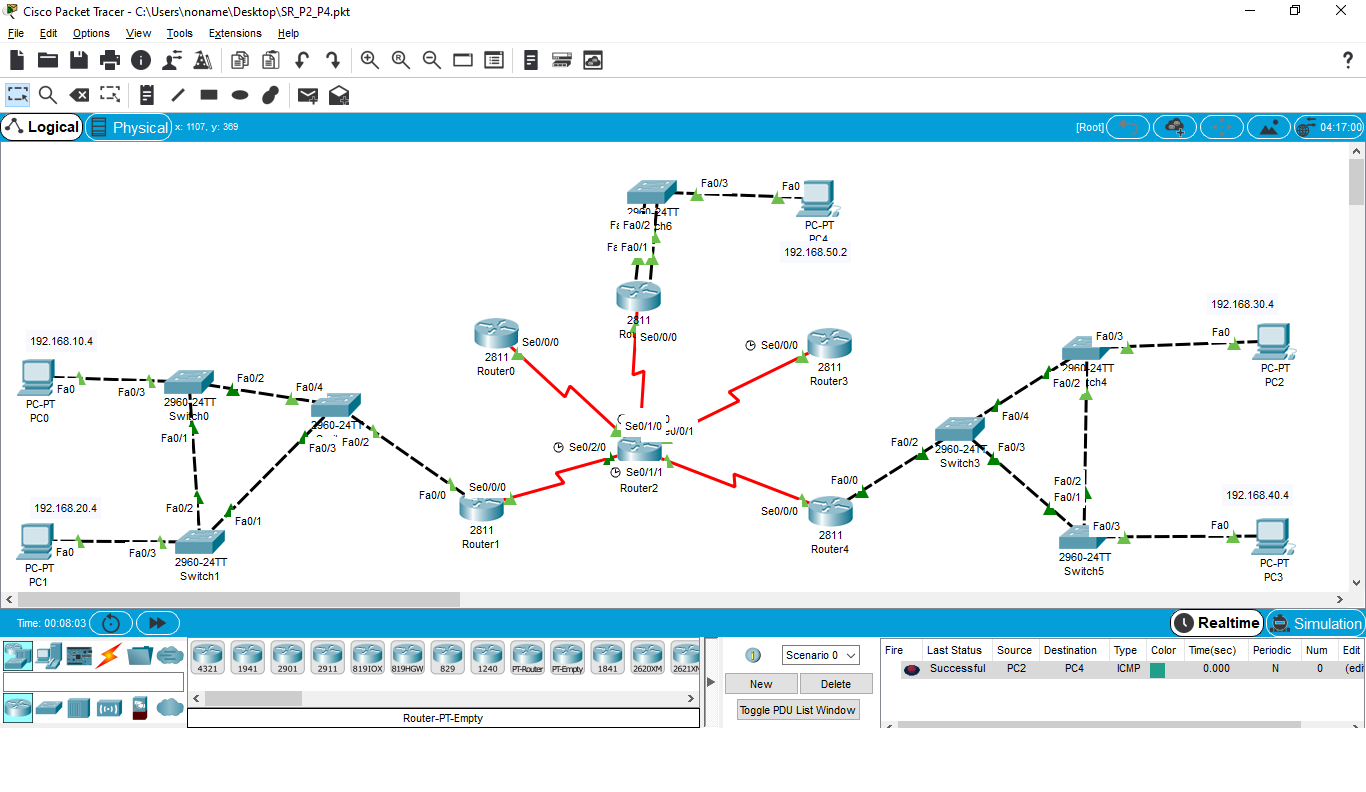 Cisco Packet Tracer - C:\Users\noname\Desktop\SR_P2_P4.pkt
File Edit Options View Tools Extensions Help
Logical Physical x: 1107, y: 369 [Root] 04:17:00
Fa0/3 Fa0
2960-24TT
Fa0/2 ch6
PC-PT
PC4
Fa0/1
192.168.50.2
2811
Se0/0/0
192.168.30.4
Fa0/3 Fa0
2960-24TT
Fa0/2 tch4
PC-PT
PC2
Se0/0/0
2811
Router0
Se0/0/0
2811
Router3
192.168.10.4
Fa0 Fa0/3
PC-PT
PC0
Fa0/2
2960-24TT
Switch0
Fa0/1
Fa0/4
2960-24TT
Fa0/3 Fa0/2
Se0/1/0
Se0/2/0
Se0/1/1
Router2
Fa0/4
Fa0/2 Fa0/3
2960-24TT
Switch3
192.168.20.4
Fa0 Fa0/3
PC-PT
PC1
Fa0/2 Fa0/1
2960-24TT
Switch1
Fa0/0 Se0/0/0
2811
Router1
Fa0/0
Se0/0/0
2811
Router4
Fa0/2
Fa0/1
Fa0/3 Fa0
2960-24TT
Switch5
192.168.40.4
PC-PT
PC3
Time: 00:08:03 Realtime Simulation
4321 1941 2901 2911 819IOX 819HGW 829 1240 PT-Router PT-Empty 1841 2620XM 2621XM
Router-PT-Empty
Scenario 0
New Delete
Toggle PDU List Window
Fire Last Status Source Destination Type Color Time(sec) Periodic Num Edit
Successful PC2 PC4 ICMP 0.000 N 0 (edi